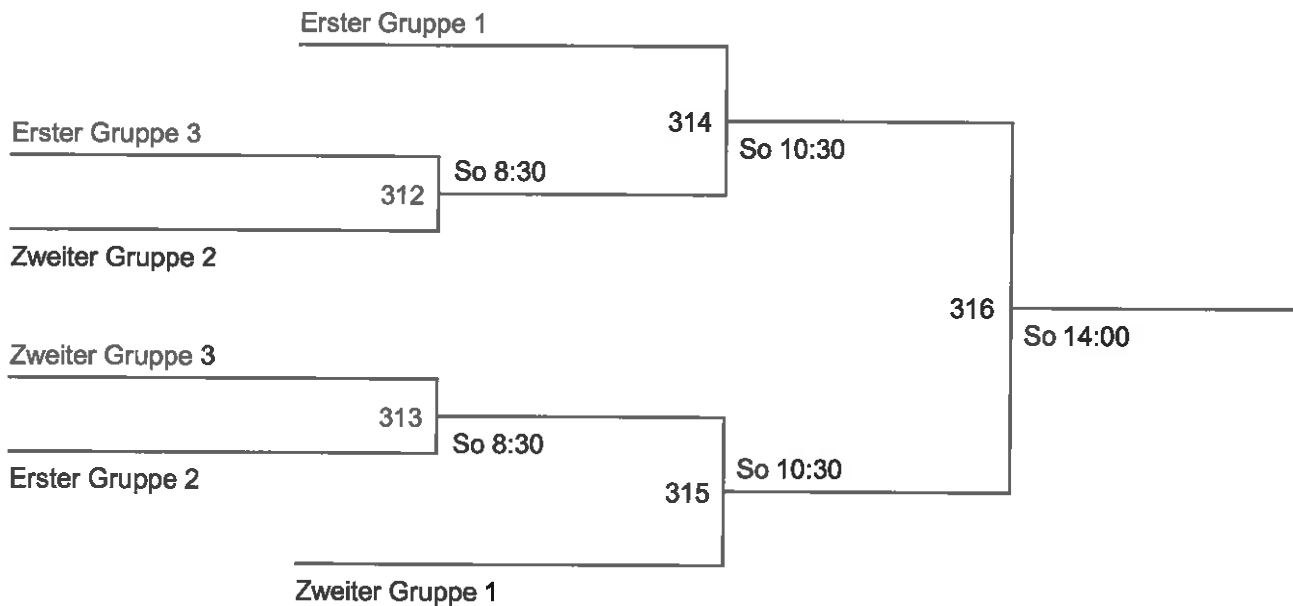 Erster Gruppe 1
314
So 10:30
Erster Gruppe 3
312
So 8:30
Zweiter Gruppe 2
316
So 14:00
Zweiter Gruppe 3
313
So 8:30
Erster Gruppe 2
315
So 10:30
Zweiter Gruppe 1